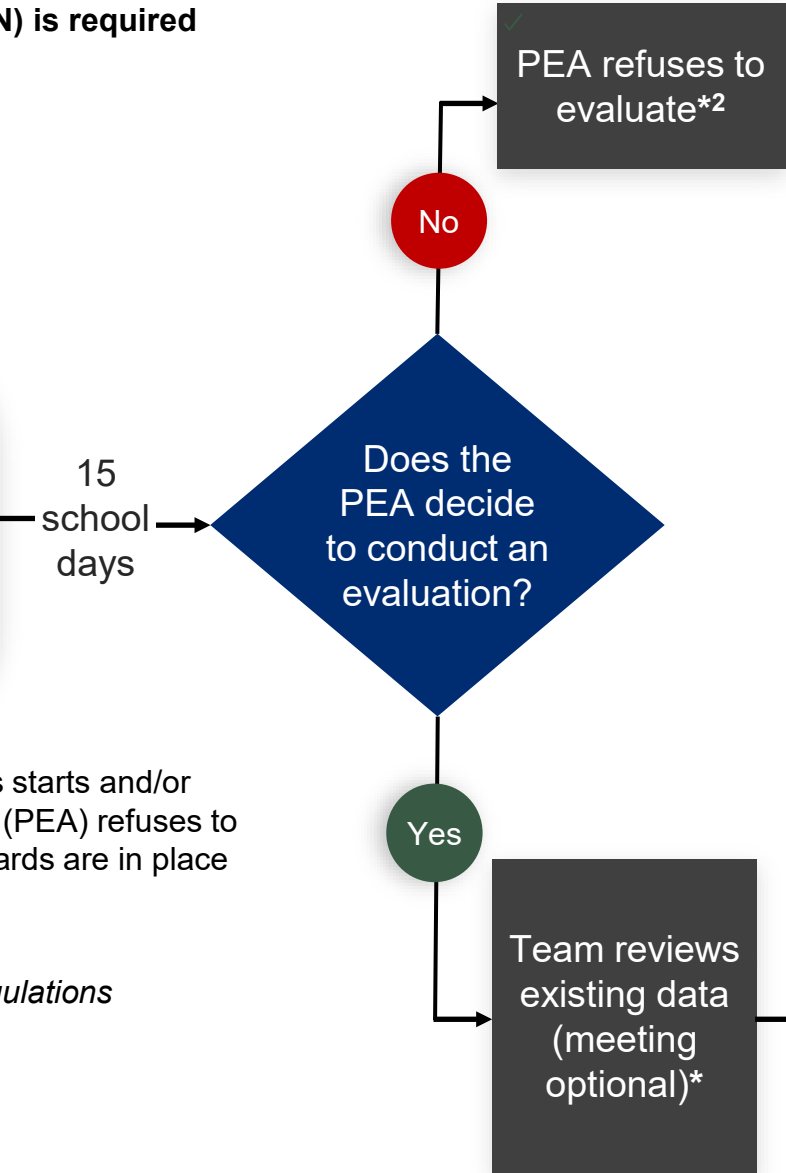 N) is required
PEA refuses to
evaluate*2
No
15
school
days
Does the
PEA decide
to conduct an
evaluation?
s starts and/or
(PEA) refuses to
ards are in place
Yes
gulations
Team reviews
existing data
(meeting
optional)*